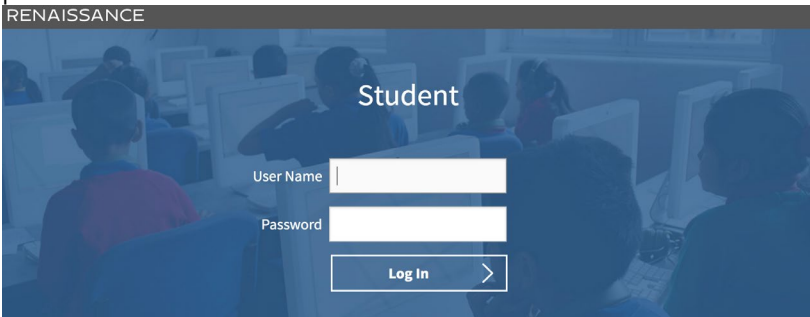 RENAISSANCE
Student
User Name
Password
Log In